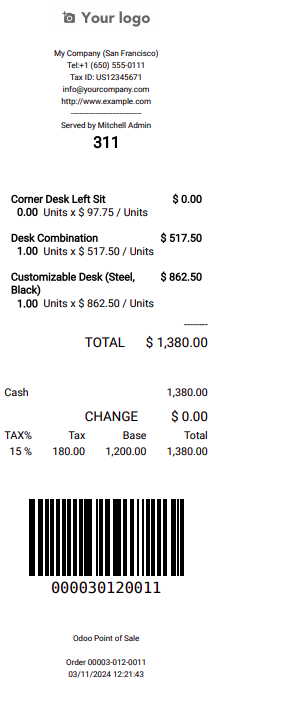 Your logo
My Company (San Francisco)
Tel:+1 (650) 555-0111
Tax ID: US12345671
info@yourcompany.com
http://www.example.com
--------------------------------
Served by Mitchell Admin
311
Corner Desk Left Sit $ 0.00
0.00 Units x $ 97.75 / Units
Desk Combination $ 517.50
1.00 Units x $ 517.50 / Units
Customizable Desk (Steel, $ 862.50
Black)
1.00 Units x $ 862.50 / Units
--------
TOTAL $ 1,380.00
Cash 1,380.00
CHANGE $ 0.00
TAX% Tax Base Total
15 % 180.00 1,200.00 1,380.00
000030120011
Odoo Point of Sale
Order 00003-012-0011
03/11/2024 12:21:43